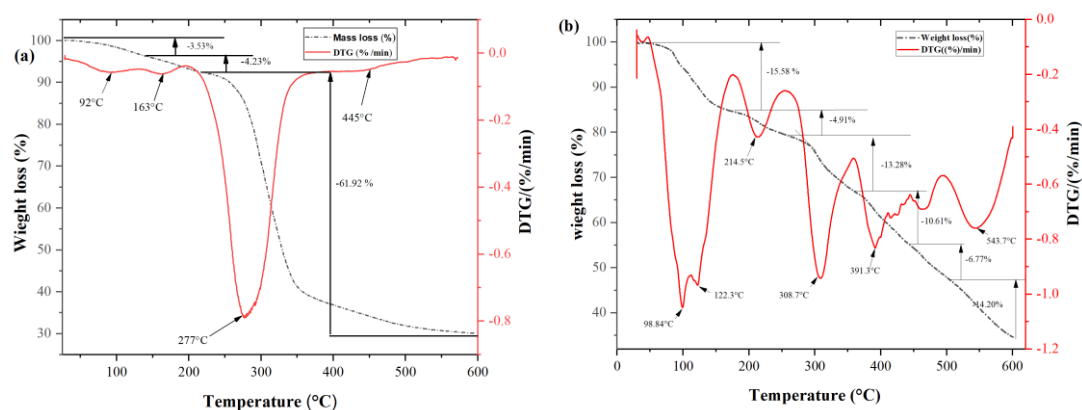 (a)
Mass loss (%)
DTG (% /min)
-3.53%
-4.23%
92°C
163°C
445°C
-61.92 %
277°C
100
90
80
70
60
50
40
30
Wieght loss (%)
0.0
-0.2
-0.4
-0.6
-0.8
DTG/(%/min)
100 200 300 400 500 600
Temperature (°C)
(b)
Weight loss(%)
DTG((%)/min)
-15.58 %
-4.91%
214.5°C
-13.28%
-10.61%
-6.77%
543.7°C
391.3°C
-14.20%
122.3°C
308.7°C
98.84°C
100
90
80
70
60
50
40
wieght loss (%)
0.0
-0.2
-0.4
-0.6
-0.8
-1.0
-1.2
DTG/(%/min)
0 100 200 300 400 500 600
Temperature (°C)